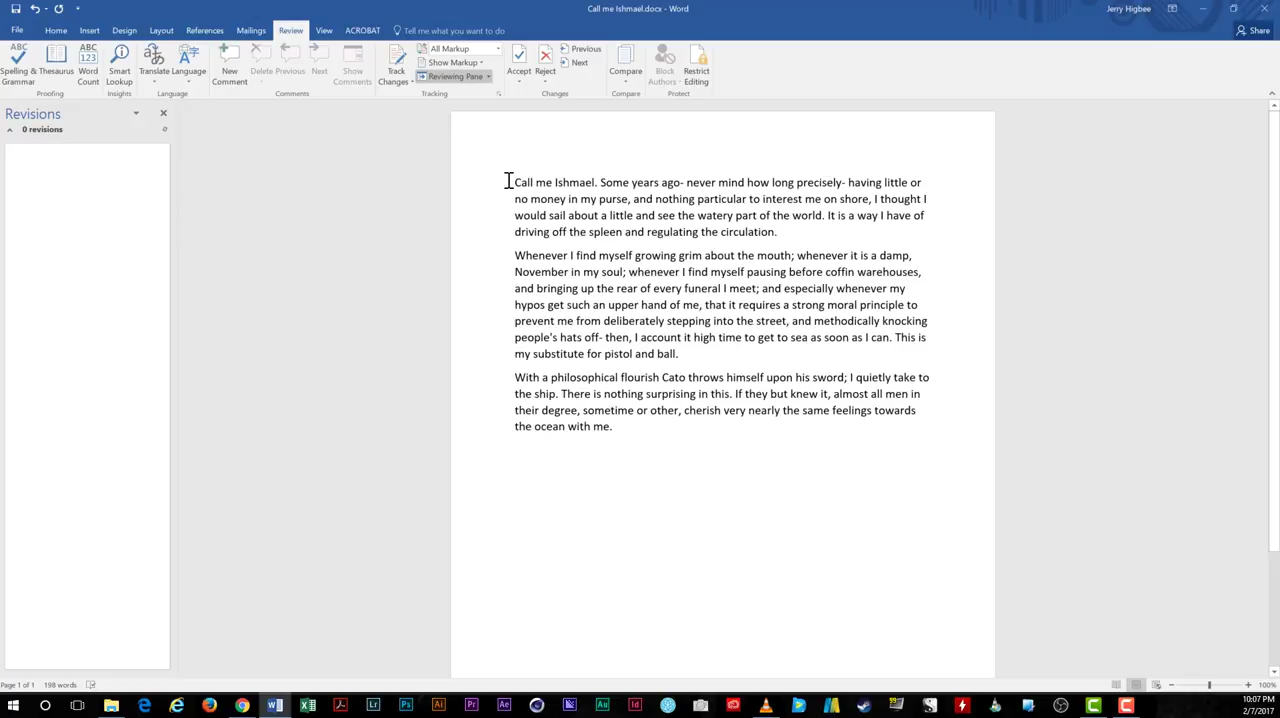 Call me Ishmael.docx - Word
Jerry Higbee
File Home Insert Design Layout References Mailings Review View ACROBAT Tell me what you want to do
Share
Spelling & Grammar
Thesaurus
Word Count
Smart Lookup
Translate
Language
New Comment
Delete
Previous
Next
Show Comments
Track Changes
All Markup
Show Markup
Reviewing Pane
Accept
Reject
Previous
Next
Compare
Block Authors
Restrict Editing
Proofing
Insights
Language
Comments
Tracking
Changes
Compare
Protect
Revisions
0 revisions
Call me Ishmael. Some years ago- never mind how long precisely- having little or
no money in my purse, and nothing particular to interest me on shore, I thought I
would sail about a little and see the watery part of the world. It is a way I have of
driving off the spleen and regulating the circulation.
Whenever I find myself growing grim about the mouth; whenever it is a damp,
November in my soul; whenever I find myself pausing before coffin warehouses,
and bringing up the rear of every funeral I meet; and especially whenever my
hypos get such an upper hand of me, that it requires a strong moral principle to
prevent me from deliberately stepping into the street, and methodically knocking
people's hats off- then, I account it high time to get to sea as soon as I can. This is
my substitute for pistol and ball.
With a philosophical flourish Cato throws himself upon his sword; I quietly take to
the ship. There is nothing surprising in this. If they but knew it, almost all men in
their degree, sometime or other, cherish very nearly the same feelings towards
the ocean with me.
Page 1 of 1 198 words
100%
Lr Ps Ai Pr Ae Au Id
10:07 PM
2/7/2017